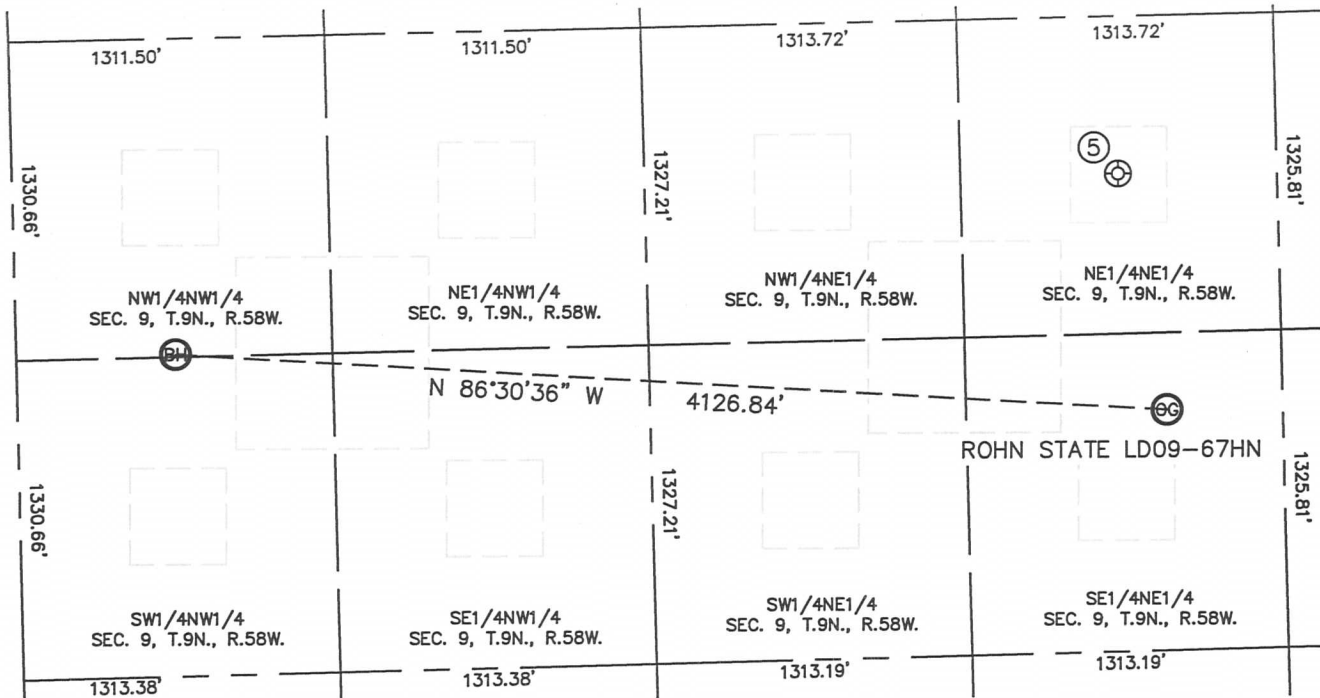 1311.50'
1311.50'
1313.72'
1313.72'
5
1330.66'
1327.21'
1325.81'
NW1/4NW1/4
SEC. 9, T.9N., R.58W.
NE1/4NW1/4
SEC. 9, T.9N., R.58W.
NW1/4NE1/4
SEC. 9, T.9N., R.58W.
NE1/4NE1/4
SEC. 9, T.9N., R.58W.
BH
N 86°30'36" W
4126.84'
OG
ROHN STATE LD09-67HN
1330.66'
1327.21'
1325.81'
SW1/4NW1/4
SEC. 9, T.9N., R.58W.
SE1/4NW1/4
SEC. 9, T.9N., R.58W.
SW1/4NE1/4
SEC. 9, T.9N., R.58W.
SE1/4NE1/4
SEC. 9, T.9N., R.58W.
1313.38'
1313.38'
1313.19'
1313.19'